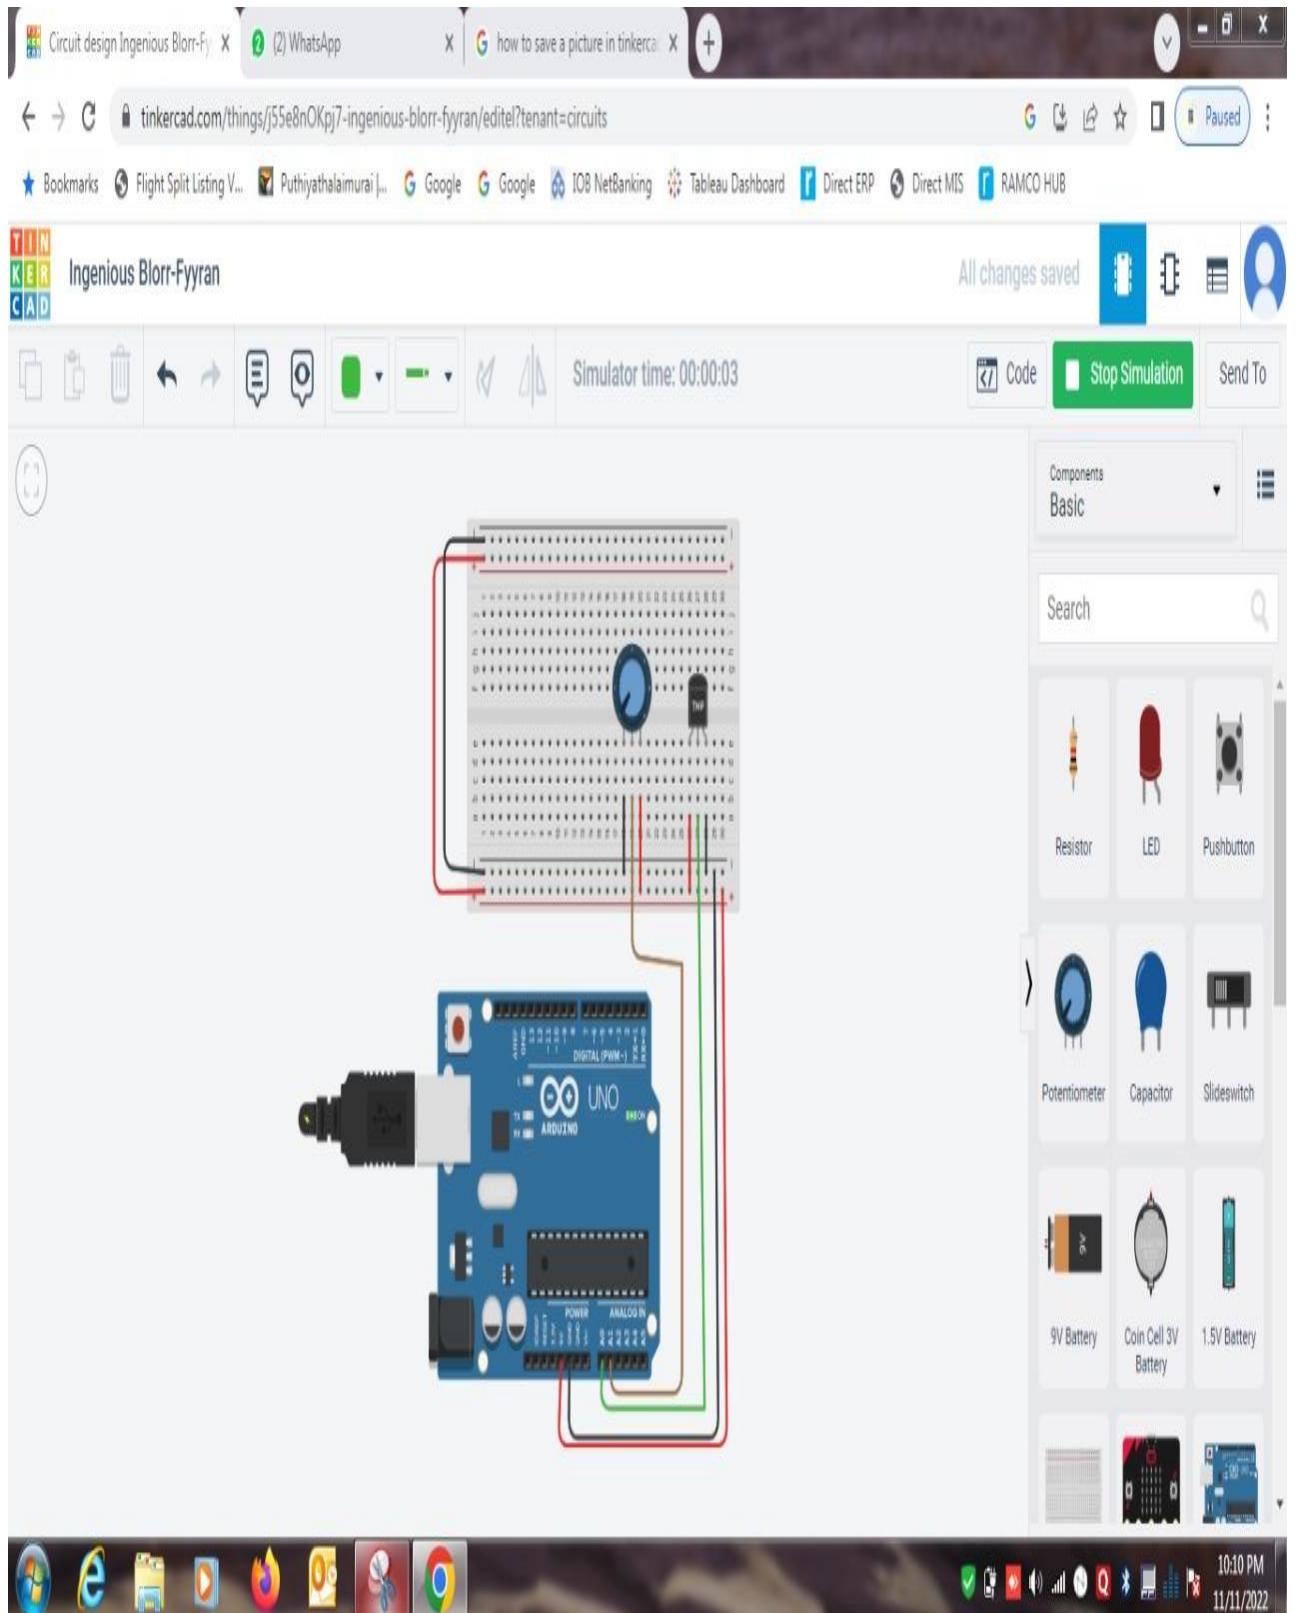 Circuit design Ingenious Blorr-Fy
(2) WhatsApp
how to save a picture in tinkerca
tinkercad.com/things/j55e8nOKpj7-ingenious-blorr-fyyran/editel?tenant=circuits
Paused
Bookmarks
Flight Split Listing V...
Puthiyathalaimurai |...
Google
Google
IOB NetBanking
Tableau Dashboard
Direct ERP
Direct MIS
RAMCO HUB
TIN
KER
CAD
Ingenious Blorr-Fyyran
All changes saved
Simulator time: 00:00:03
Code
Stop Simulation
Send To
Components
Basic
Search
TMP
Resistor
LED
Pushbutton
DIGITAL (PWM~)
UNO
ARDUINO
ON
POWER
ANALOG IN
Potentiometer
Capacitor
Slideswitch
9V
9V Battery
Coin Cell 3V
Battery
1.5V Battery
10:10 PM
11/11/2022